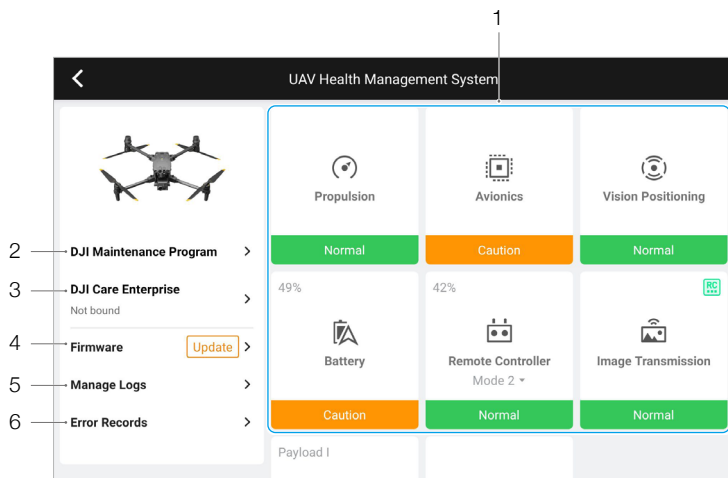 1
UAV Health Management System
Propulsion
Avionics
Vision Positioning
Normal
Caution
Normal
2
DJI Maintenance Program
3
DJI Care Enterprise
Not bound
4
Firmware
Update
5
Manage Logs
6
Error Records
49%
42%
RC
Battery
Remote Controller
Image Transmission
Mode 2
Caution
Normal
Normal
Payload I